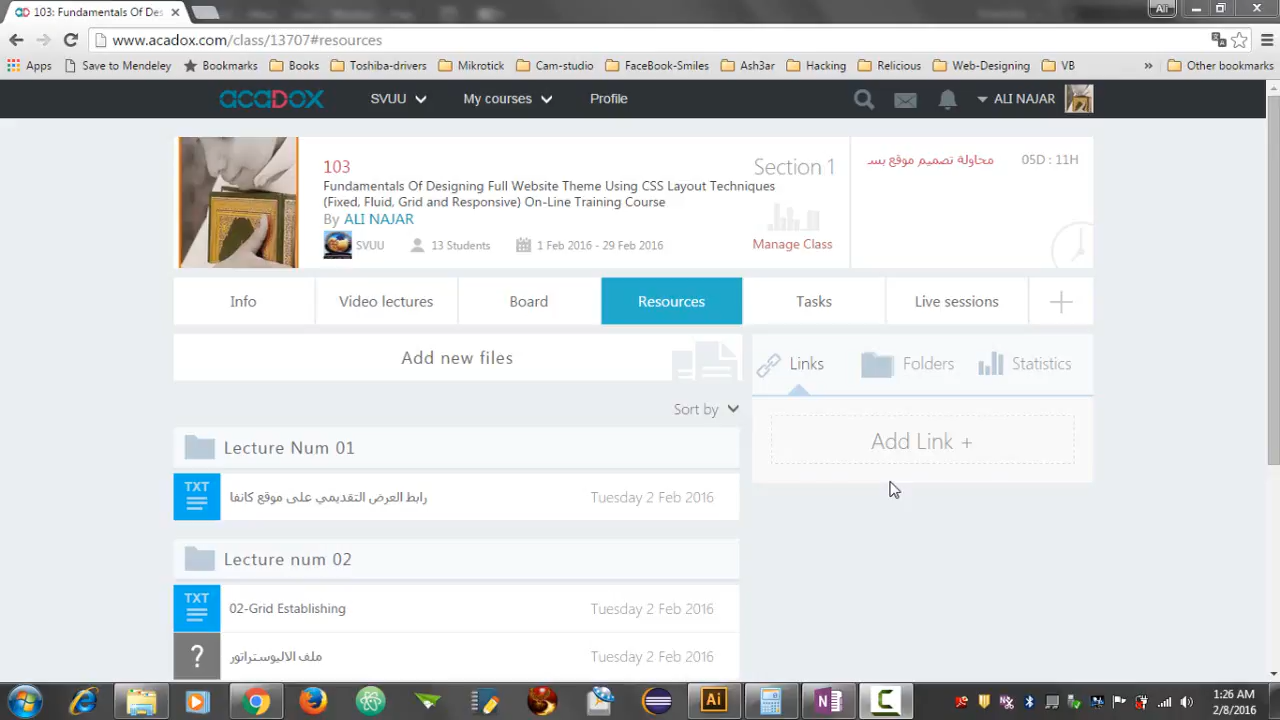 103: Fundamentals Of Des
Ali
www.acadox.com/class/13707#resources
Apps
Save to Mendeley
Bookmarks
Books
Toshiba-drivers
Mikrotick
Cam-studio
FaceBook-Smiles
Ash3ar
Hacking
Relicious
Web-Designing
VB
»
Other bookmarks
acadox
SVUU
My courses
Profile
ALI NAJAR
103
Section 1
Fundamentals Of Designing Full Website Theme Using CSS Layout Techniques
(Fixed, Fluid, Grid and Responsive) On-Line Training Course
By ALI NAJAR
SVUU
13 Students
1 Feb 2016 - 29 Feb 2016
Manage Class
محاولة تصميم موقع بسـ
05D : 11H
Info
Video lectures
Board
Resources
Tasks
Live sessions
Add new files
Links
Folders
Statistics
Sort by
Add Link +
Lecture Num 01
TXT
رابط العرض التقديمي على موقع كانفا
Tuesday 2 Feb 2016
Lecture num 02
TXT
02-Grid Establishing
Tuesday 2 Feb 2016
?
ملف الاليوستراتور
Tuesday 2 Feb 2016
Ai
N
C
1:26 AM
2/8/2016